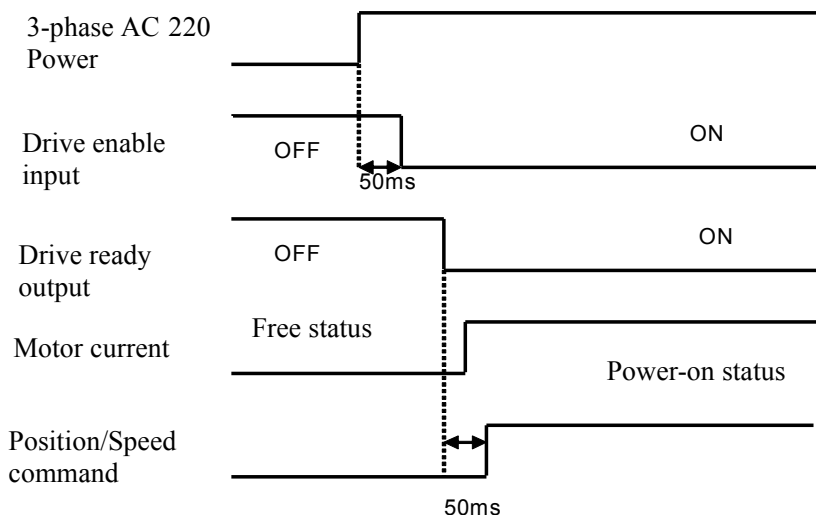 3-phase AC 220
Power
Drive enable
input
OFF
ON
50ms
Drive ready
output
OFF
ON
Motor current
Free status
Power-on status
Position/Speed
command
50ms